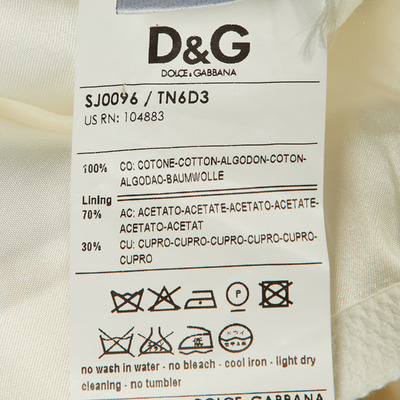 D&G
DOLCE & GABBANA
SJ0096 / TN6D3
US RN: 104883
100% CO: COTONE-COTTON-ALGODON-COTON-
ALGODAO-BAUMWOLLE
Lining
70% AC: ACETATO-ACETATE-ACETATO-ACETATE-
ACETATO-ACETAT
30% CU: CUPRO-CUPRO-CUPRO-CUPRO-CUPRO-
CUPRO
P
no wash in water - no bleach - cool iron - light dry
cleaning - no tumbler
DOLCE GABBANA